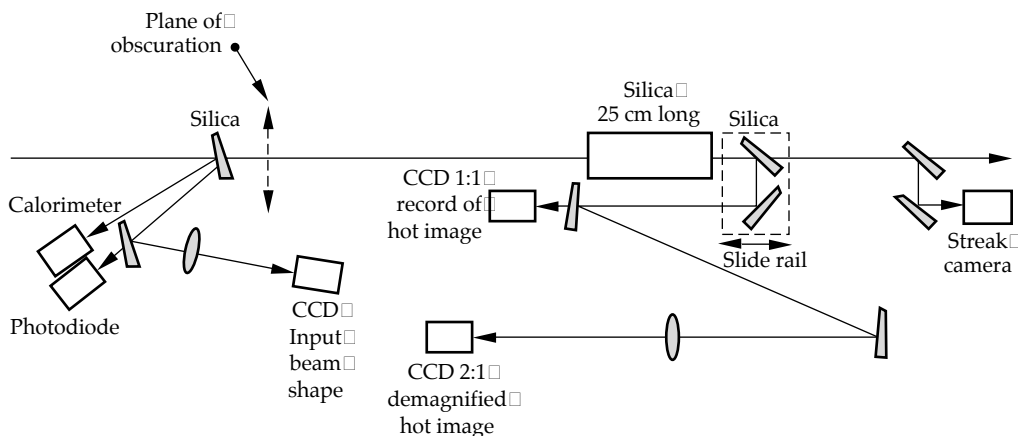 Plane of
obscuration
Silica
Silica
25 cm long
Silica
CCD 1:1
record of
hot image
Calorimeter
Slide rail
Streak
camera
Photodiode
CCD
Input
beam
shape
CCD 2:1
demagnified
hot image